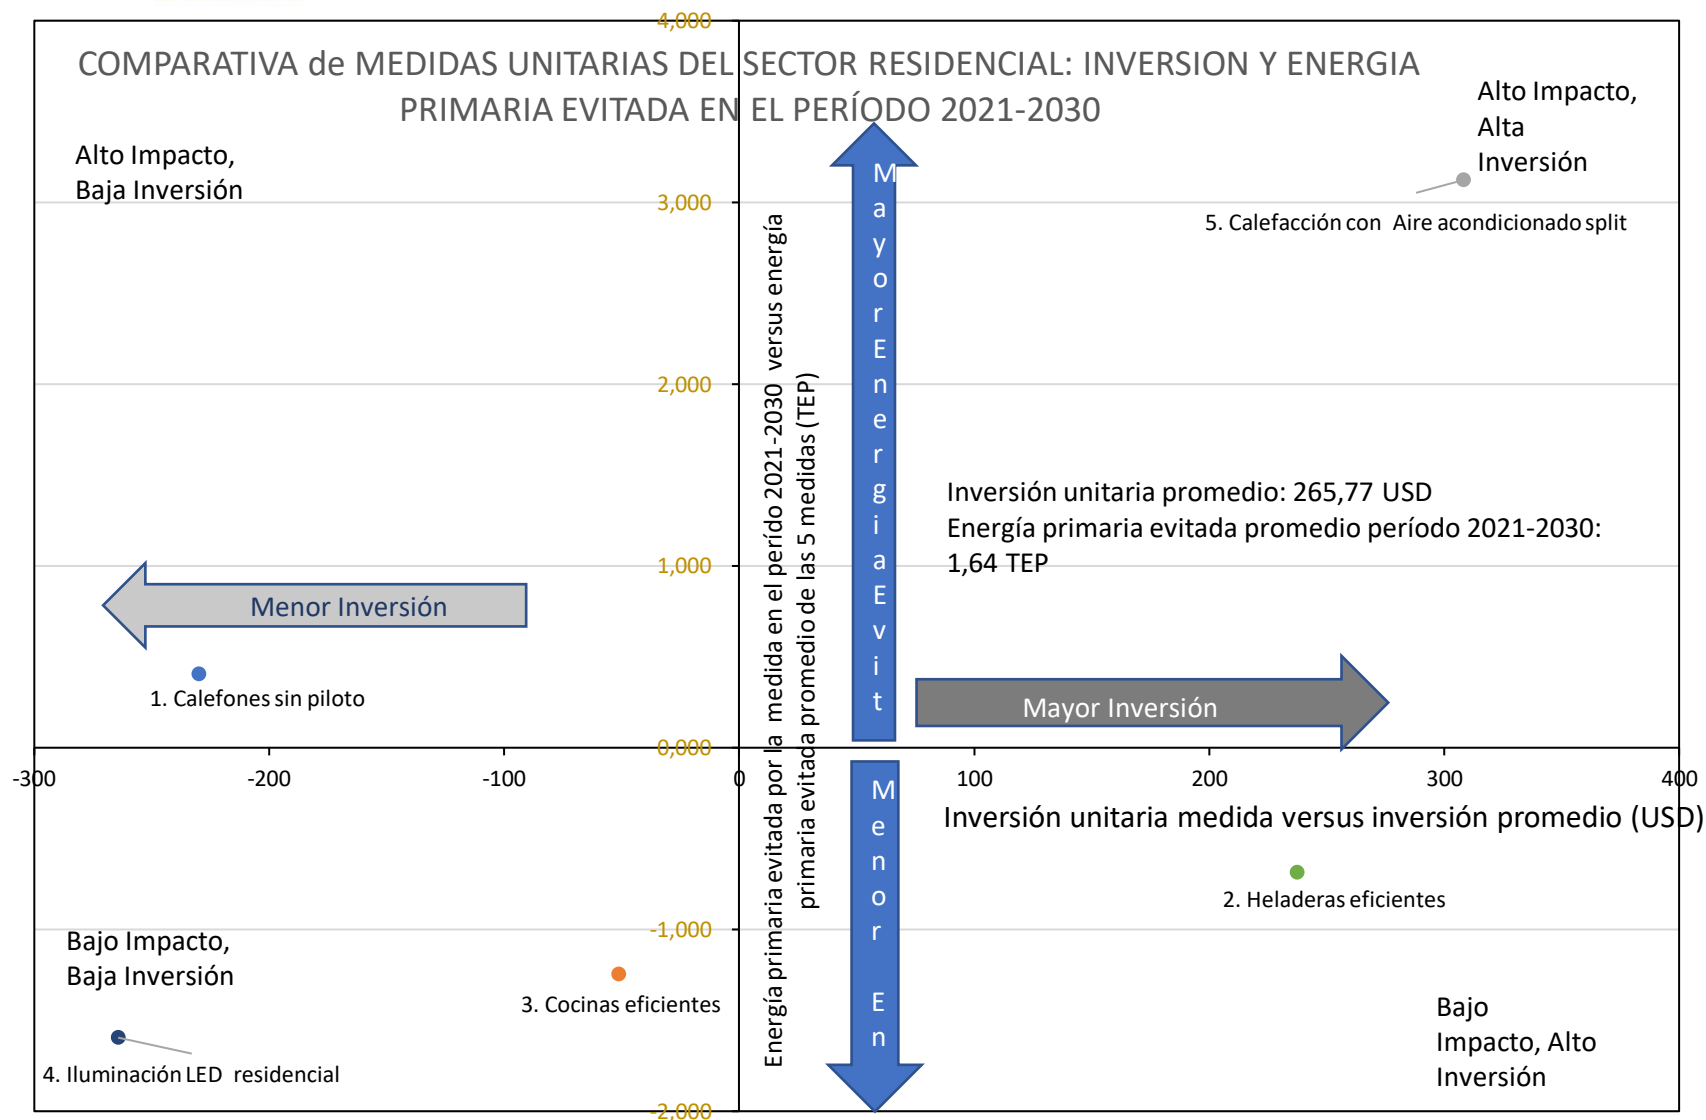 4,000
COMPARATIVA de MEDIDAS UNITARIAS DEL SECTOR RESIDENCIAL: INVERSION Y ENERGIA
PRIMARIA EVITADA EN EL PERÍODO 2021-2030
Alto Impacto,
Baja Inversión
Alto Impacto,
Alta
Inversión
3,000
5. Calefacción con Aire acondicionado split
Mayor Energia Evit
Energía primaria evitada por la medida en el período 2021-2030 versus energía
primaria evitada promedio de las 5 medidas (TEP)
2,000
Inversión unitaria promedio: 265,77 USD
Energía primaria evitada promedio período 2021-2030:
1,64 TEP
1,000
Menor Inversión
1. Calefones sin piloto
Mayor Inversión
0,000
-300
-200
-100
0
100
200
300
400
Inversión unitaria medida versus inversión promedio (USD)
Menor En
2. Heladeras eficientes
-1,000
Bajo Impacto,
Baja Inversión
3. Cocinas eficientes
4. Iluminación LED residencial
Bajo
Impacto, Alto
Inversión
-2,000